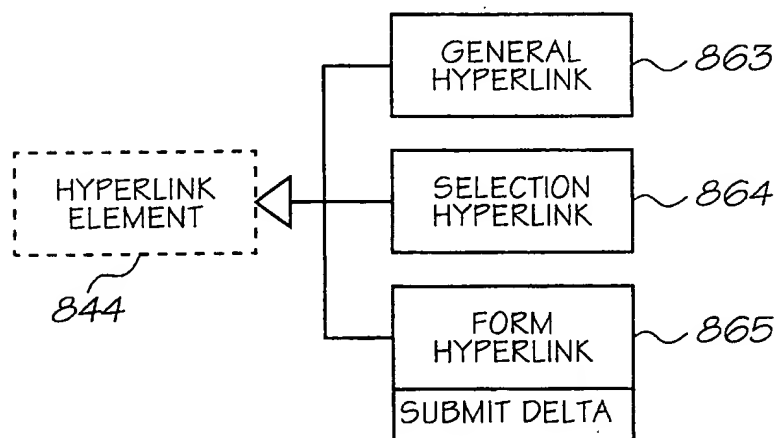 GENERAL
HYPERLINK
863
HYPERLINK
ELEMENT
844
SELECTION
HYPERLINK
864
FORM
HYPERLINK
865
SUBMIT DELTA